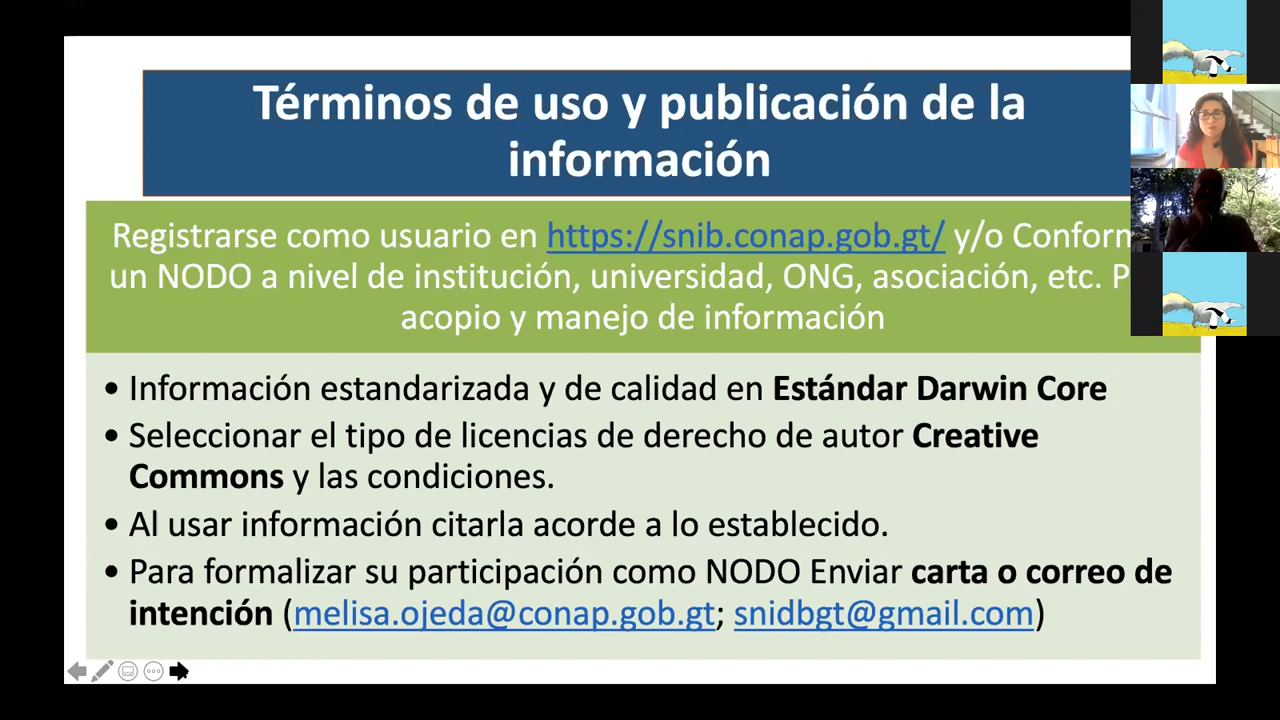 Términos de uso y publicación de la
información
Registrarse como usuario en https://snib.conap.gob.gt/ y/o
un NODO a nivel de institución, universidad, ONG, asociación, etc.
acopio y manejo de información
• Información estandarizada y de calidad en Estándar Darwin Core
• Seleccionar el tipo de licencias de derecho de autor Creative
Commons y las condiciones.
• Al usar información citarla acorde a lo establecido.
• Para formalizar su participación como NODO Enviar carta o correo de
intención (melisa.ojeda@conap.gob.gt; snidbgt@gmail.com)